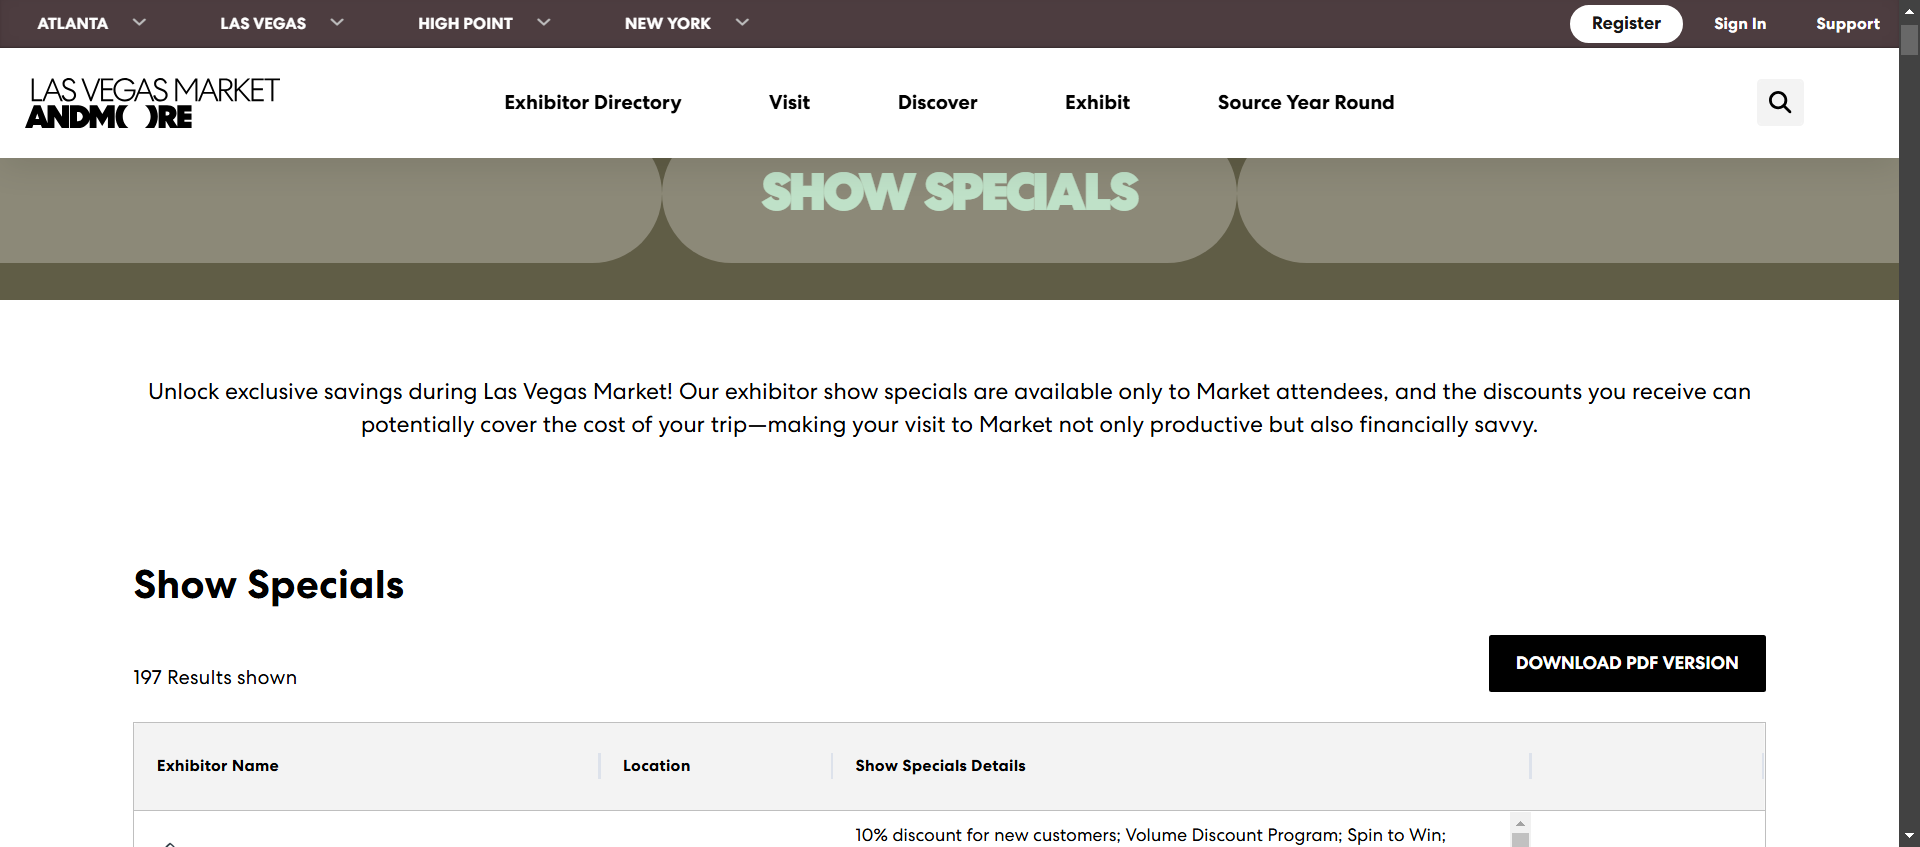 ATLANTA LAS VEGAS HIGH POINT NEW YORK Register Sign In Support
LAS VEGAS MARKET
ANDMORE
Exhibitor Directory Visit Discover Exhibit Source Year Round
SHOW SPECIALS
Unlock exclusive savings during Las Vegas Market! Our exhibitor show specials are available only to Market attendees, and the discounts you receive can
potentially cover the cost of your trip—making your visit to Market not only productive but also financially savvy.
Show Specials
197 Results shown
DOWNLOAD PDF VERSION
Exhibitor Name Location Show Specials Details
10% discount for new customers; Volume Discount Program; Spin to Win;